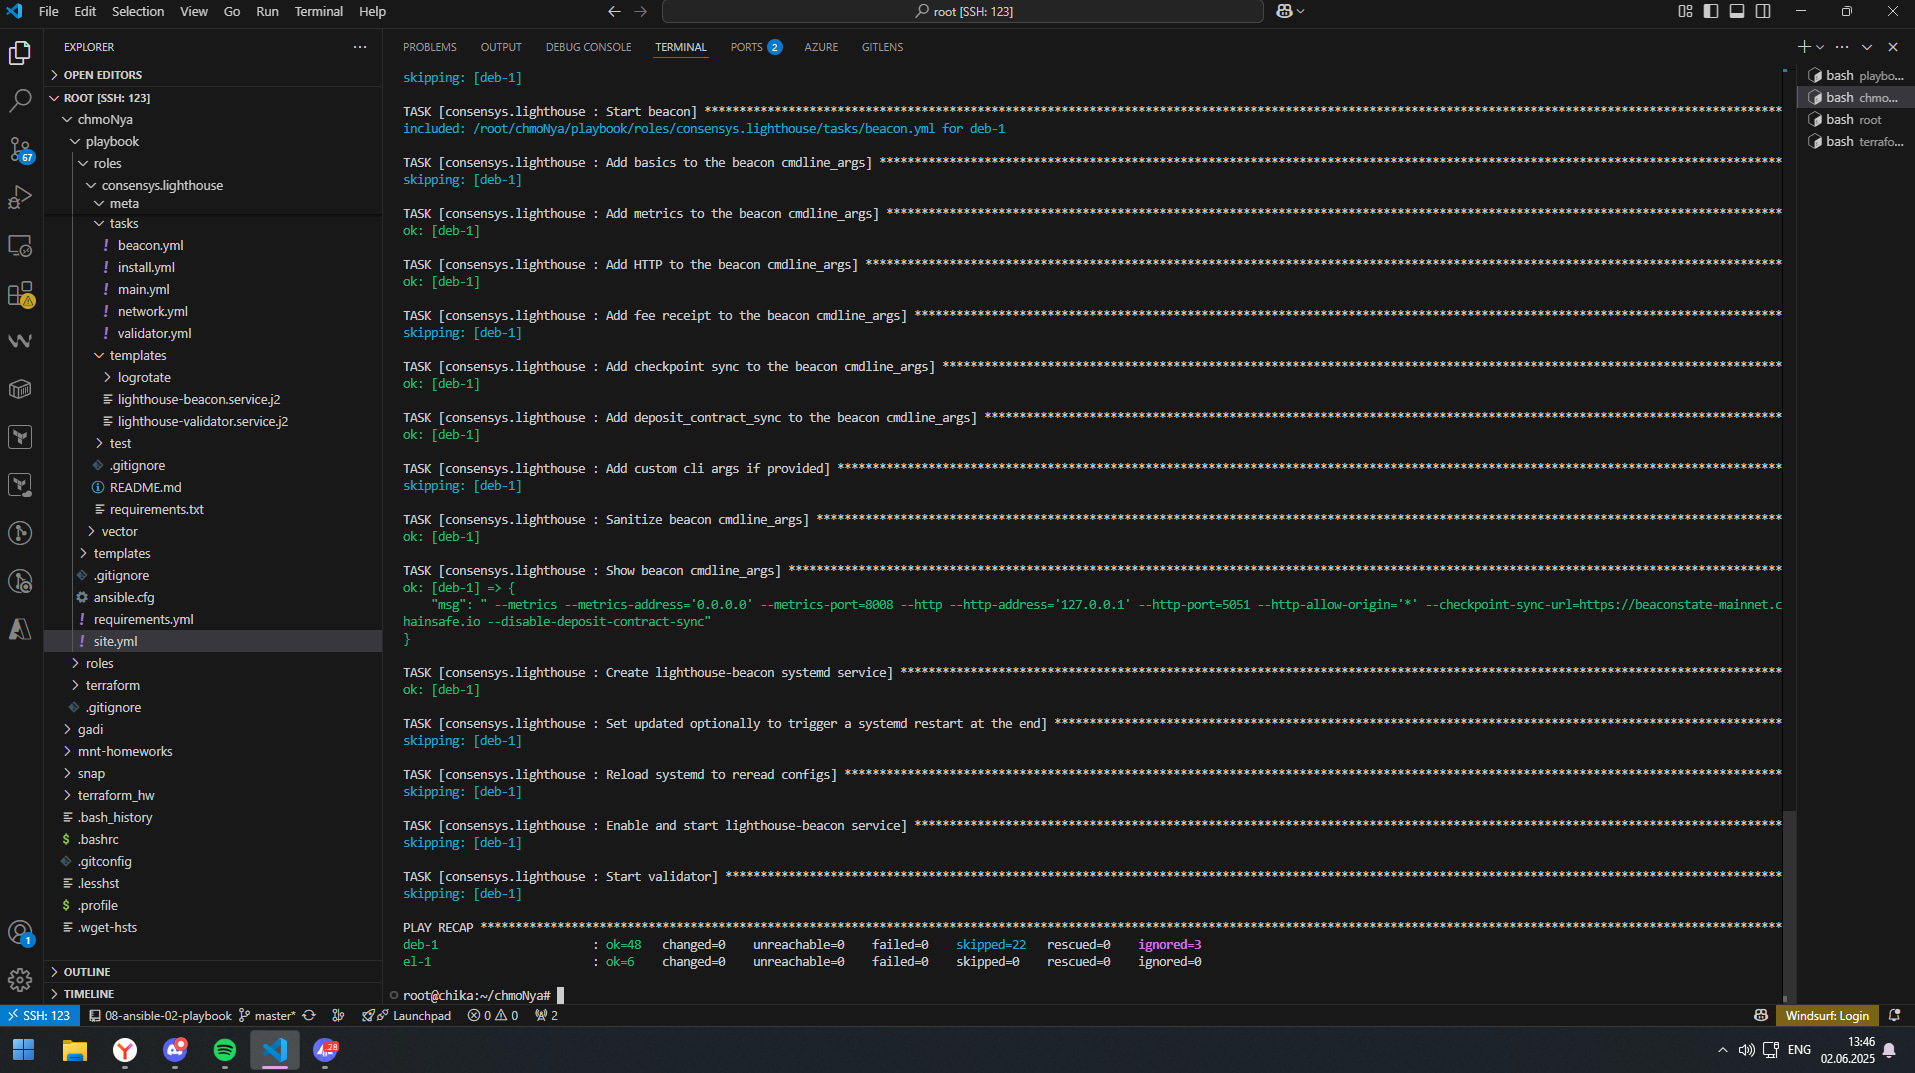 File Edit Selection View Go Run Terminal Help
root [SSH: 123]
EXPLORER
OPEN EDITORS
ROOT [SSH: 123]
chmoNya
playbook
roles
consensys.lighthouse
meta
tasks
! beacon.yml
! install.yml
! main.yml
! network.yml
! validator.yml
templates
logrotate
lighthouse-beacon.service.j2
lighthouse-validator.service.j2
test
.gitignore
README.md
requirements.txt
vector
templates
.gitignore
ansible.cfg
! requirements.yml
! site.yml
roles
terraform
.gitignore
gadi
mnt-homeworks
snap
terraform_hw
.bash_history
$ .bashrc
.gitconfig
.lesshst
$ .profile
.wget-hsts
OUTLINE
TIMELINE
67
1
PROBLEMS OUTPUT DEBUG CONSOLE TERMINAL PORTS 2 AZURE GITLENS
skipping: [deb-1]
TASK [consensys.lighthouse : Start beacon] ****
included: /root/chmoNya/playbook/roles/consensys.lighthouse/tasks/beacon.yml for deb-1
TASK [consensys.lighthouse : Add basics to the beacon cmdline_args] ****
skipping: [deb-1]
TASK [consensys.lighthouse : Add metrics to the beacon cmdline_args] ****
ok: [deb-1]
TASK [consensys.lighthouse : Add HTTP to the beacon cmdline_args] ****
ok: [deb-1]
TASK [consensys.lighthouse : Add fee receipt to the beacon cmdline_args] ****
skipping: [deb-1]
TASK [consensys.lighthouse : Add checkpoint sync to the beacon cmdline_args] ****
ok: [deb-1]
TASK [consensys.lighthouse : Add deposit_contract_sync to the beacon cmdline_args] ****
ok: [deb-1]
TASK [consensys.lighthouse : Add custom cli args if provided] ****
skipping: [deb-1]
TASK [consensys.lighthouse : Sanitize beacon cmdline_args] ****
ok: [deb-1]
TASK [consensys.lighthouse : Show beacon cmdline_args] ****
ok: [deb-1] => {
"msg": " --metrics --metrics-address='0.0.0.0' --metrics-port=8008 --http --http-address='127.0.0.1' --http-port=5051 --http-allow-origin='*' --checkpoint-sync-url=https://beaconstate-mainnet.c
hainsafe.io --disable-deposit-contract-sync"
}
TASK [consensys.lighthouse : Create lighthouse-beacon systemd service] ****
ok: [deb-1]
TASK [consensys.lighthouse : Set updated optionally to trigger a systemd restart at the end] ****
skipping: [deb-1]
TASK [consensys.lighthouse : Reload systemd to reread configs] ****
skipping: [deb-1]
TASK [consensys.lighthouse : Enable and start lighthouse-beacon service] ****
skipping: [deb-1]
TASK [consensys.lighthouse : Start validator] ****
skipping: [deb-1]
PLAY RECAP ****
deb-1 : ok=48 changed=0 unreachable=0 failed=0 skipped=22 rescued=0 ignored=3
el-1 : ok=6 changed=0 unreachable=0 failed=0 skipped=0 rescued=0 ignored=0
root@chika:~/chmoNya#
bash playbo...
bash chmo...
bash root
bash terrafo...
SSH: 123 08-ansible-02-playbook master* Launchpad 0 0 2 Windsurf: Login
28
ENG
13:46
02.06.2025